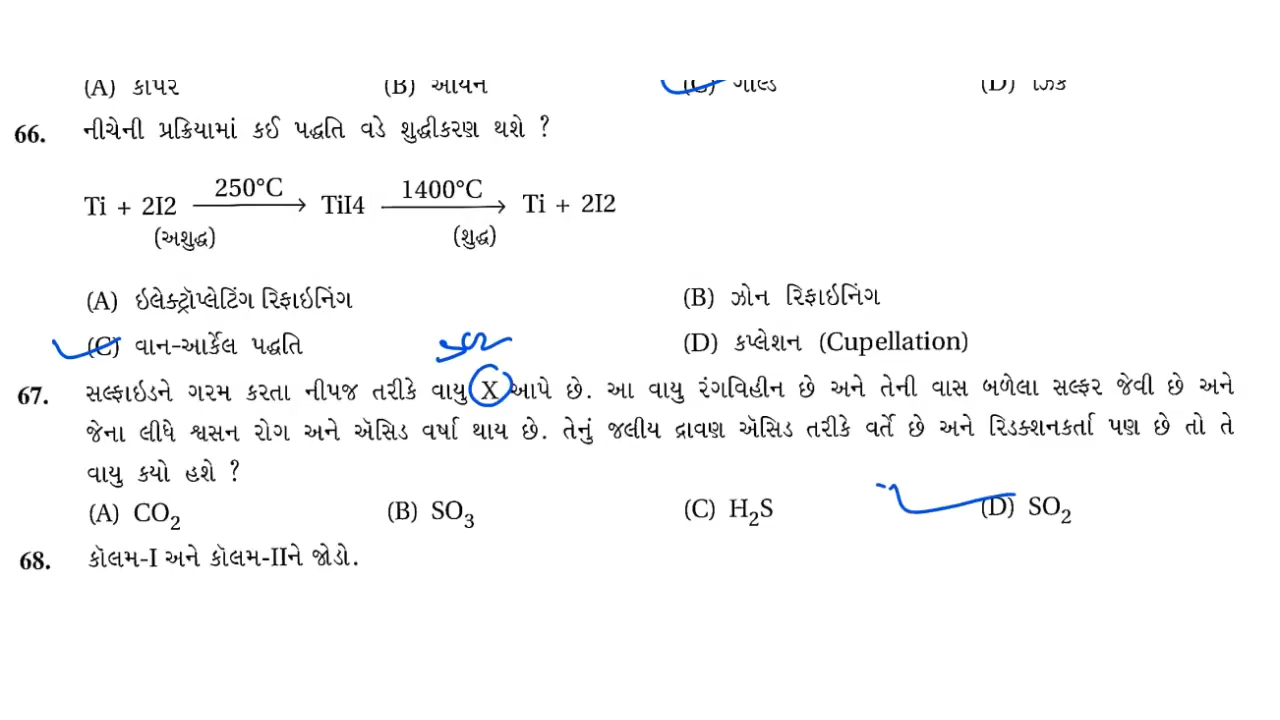 (A) કોપર (B) આયર્ન (C) ગોલ્ડ (D) ઝિંક
66. નીચેની પ્રક્રિયામાં કઈ પદ્ધતિ વડે શુદ્ધીકરણ થશે ?
Ti + 2I2 250°C TiI4 1400°C Ti + 2I2
(અશુદ્ધ) (શુદ્ધ)
(A) ઇલેક્ટ્રૉપ્લેટિંગ રિફાઇનિંગ (B) ઝોન રિફાઇનિંગ
(C) વાન-આર્કેલ પદ્ધતિ (D) કપ્લેશન (Cupellation)
67. સલ્ફાઇડને ગરમ કરતા નીપજ તરીકે વાયુ X આપે છે. આ વાયુ રંગવિહીન છે અને તેની વાસ બળેલા સલ્ફર જેવી છે અને
જેના લીધે શ્વસન રોગ અને ઍસિડ વર્ષા થાય છે. તેનું જલીય દ્રાવણ ઍસિડ તરીકે વર્તે છે અને રિડક્શનકર્તા પણ છે તો તે
વાયુ કયો હશે ?
(A) CO₂ (B) SO₃ (C) H₂S (D) SO₂
68. કૉલમ-I અને કૉલમ-IIને જોડો.